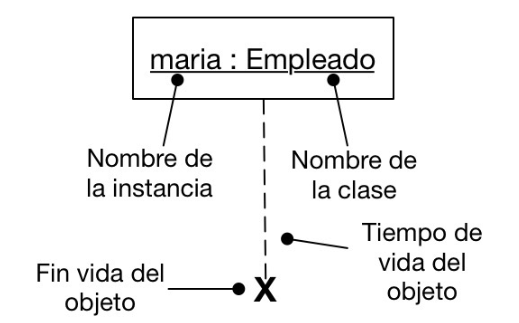 maria : Empleado
Nombre de
la instancia
Nombre de
la clase
Tiempo de
vida del
objeto
Fin vida del
objeto
X